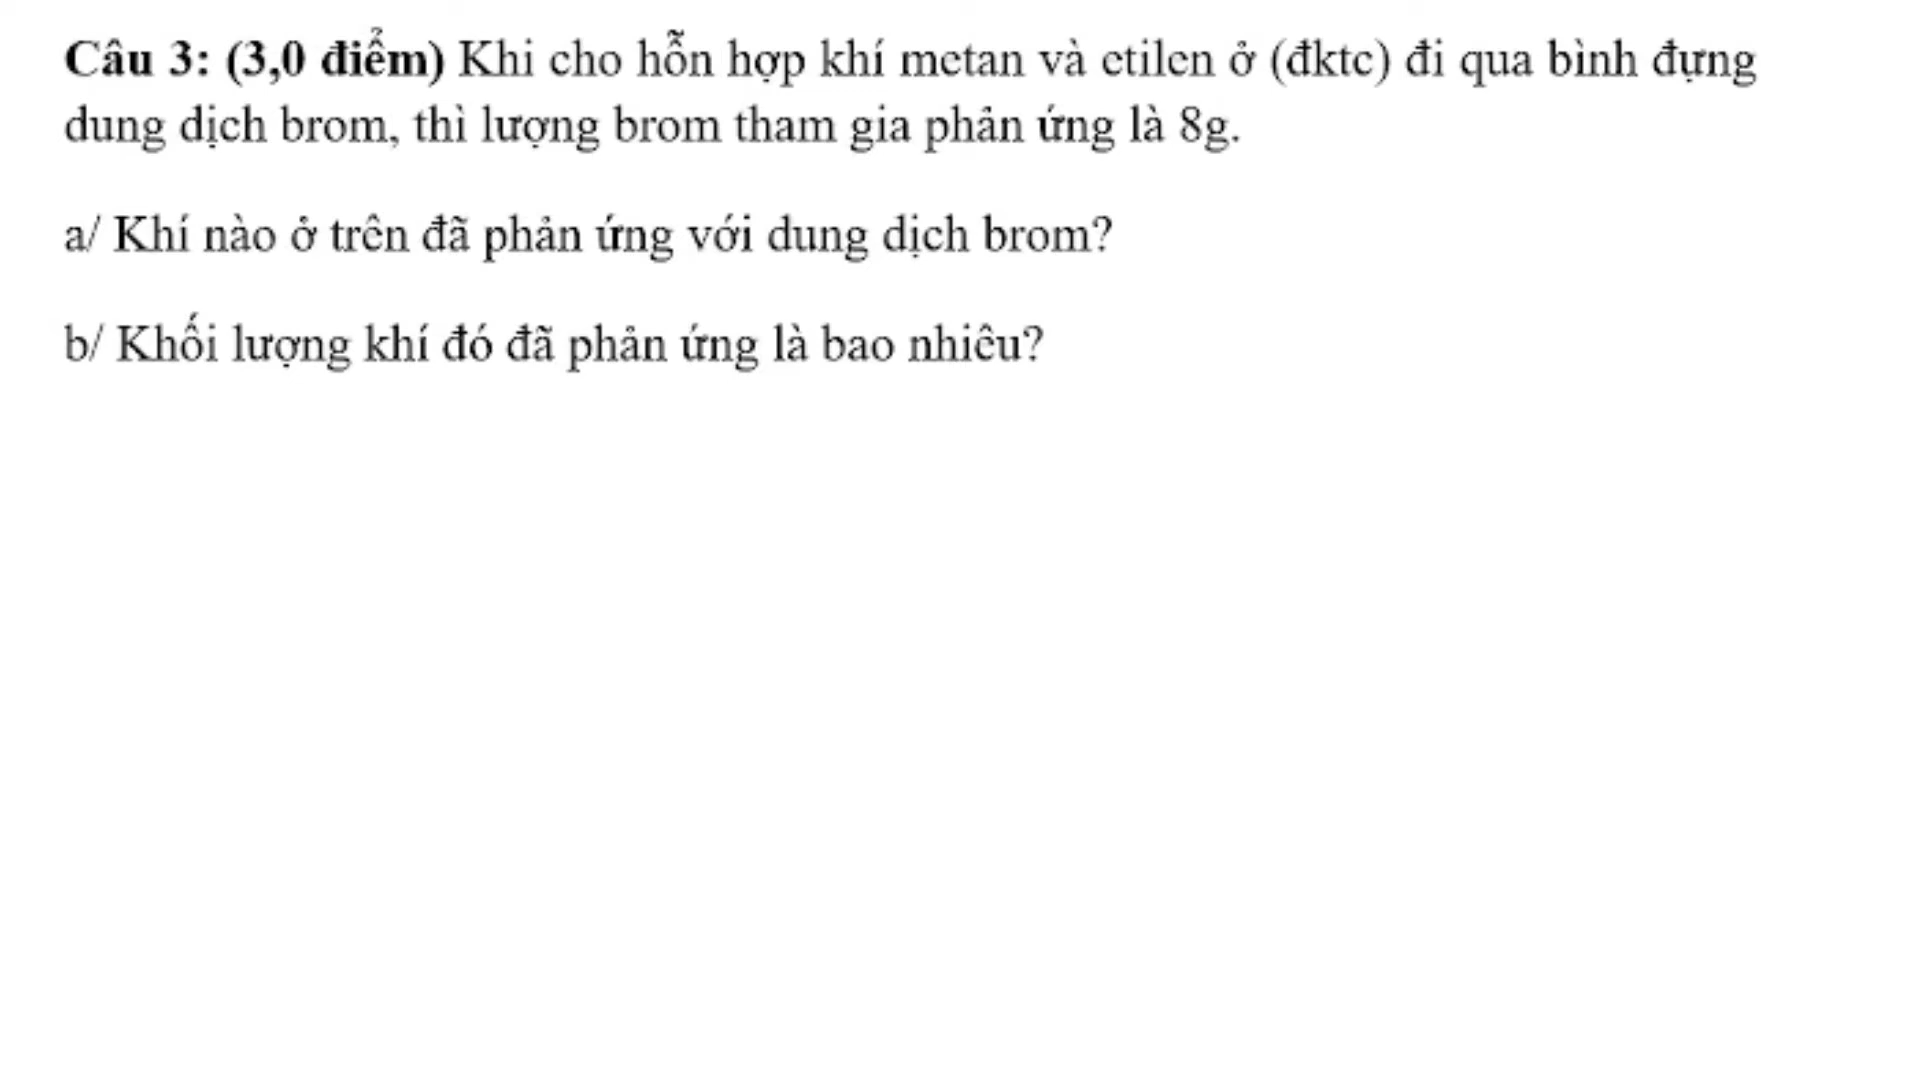 Câu 3: (3,0 điểm) Khi cho hỗn hợp khí metan và etilen ở (đktc) đi qua bình đựng
dung dịch brom, thì lượng brom tham gia phản ứng là 8g.
a/ Khí nào ở trên đã phản ứng với dung dịch brom?
b/ Khối lượng khí đó đã phản ứng là bao nhiêu?